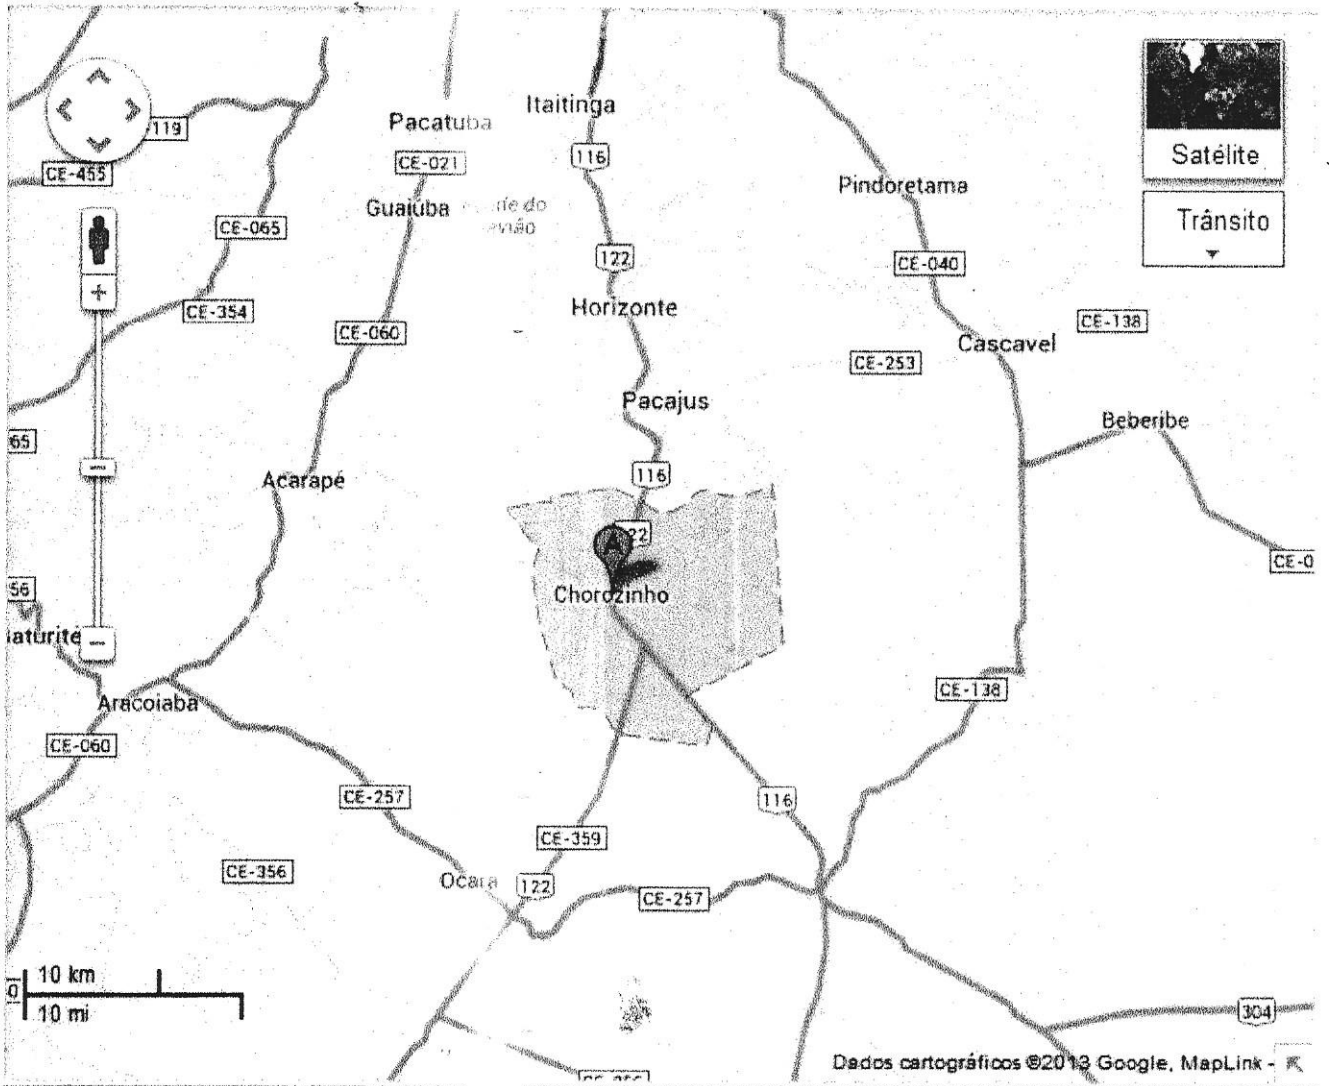 Itaitinga
Pacatuba
119
116
CE-021
CE-455
Satélite
Pindoretama
Guaiúba
CE-065
Trânsito
122
CE-040
Horizonte
CE-354
CE-138
CE-060
Cascavel
CE-253
Pacajus
Beberibe
65
116
Acarapé
A
CE-0
56
Chorozinho
Aracoiaba
CE-138
CE-060
CE-257
116
CE-359
CE-356
Ocara
122
CE-257
10 km
0
10 mi
304
Dados cartográficos ©2013 Google, MapLink -